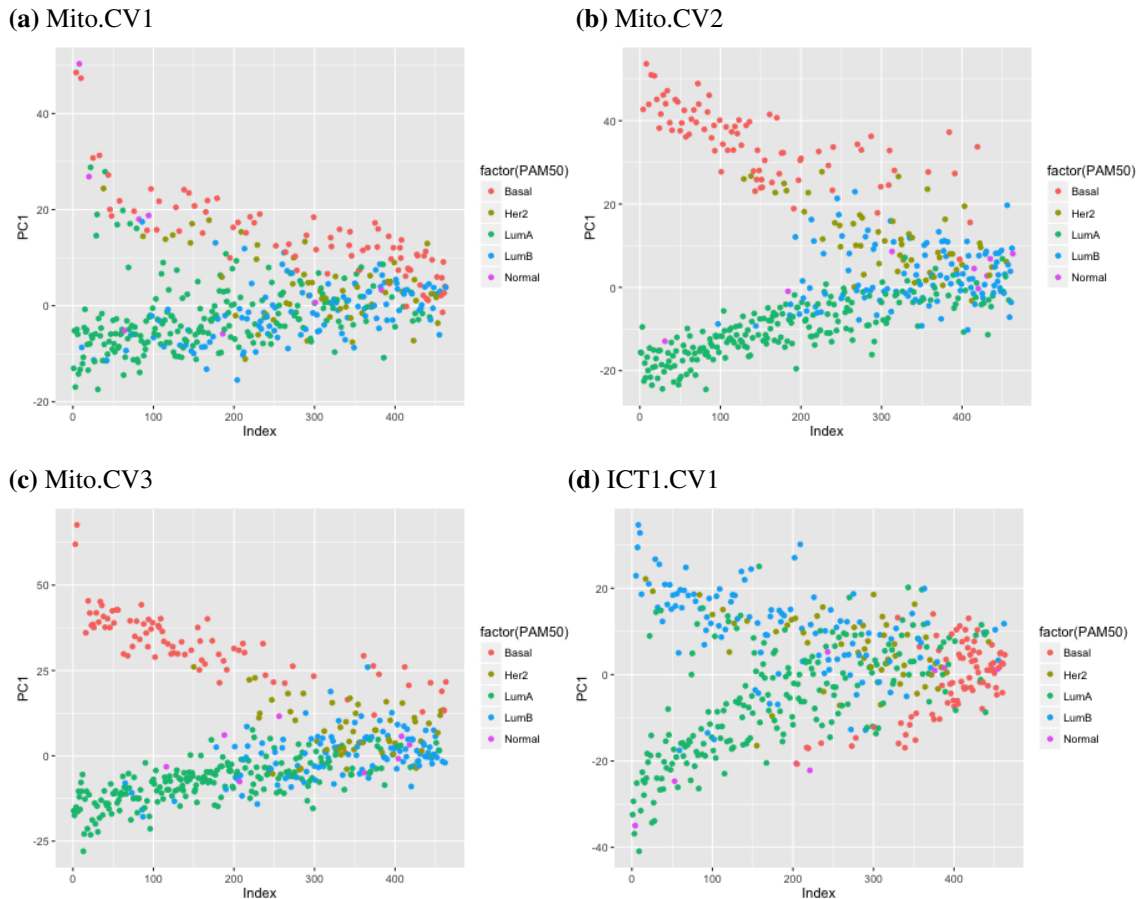 (a) Mito.CV1
PC1
40
20
0
-20
0 100 200 300 400
Index
factor(PAM50)
Basal
Her2
LumA
LumB
Normal
(b) Mito.CV2
PC1
40
20
0
-20
0 100 200 300 400
Index
factor(PAM50)
Basal
Her2
LumA
LumB
Normal
(c) Mito.CV3
PC1
50
25
0
-25
0 100 200 300 400
Index
factor(PAM50)
Basal
Her2
LumA
LumB
Normal
(d) ICT1.CV1
PC1
20
0
-20
-40
0 100 200 300 400
Index
factor(PAM50)
Basal
Her2
LumA
LumB
Normal